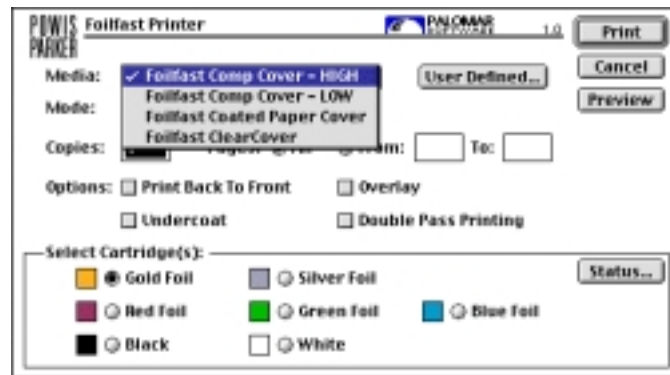 POWIS PARKER Foilfast Printer PALOMAR SOFTWARE 1.0 Print
Media: ✓ Foilfast Comp Cover - HIGH User Defined... Cancel
Foilfast Comp Cover - LOW Preview
Mode: Foilfast Coated Paper Cover
Foilfast ClearCover
Copies: To:
Options: Print Back To Front Overlay
Undercoat Double Pass Printing
Select Cartridge(s):
Gold Foil Silver Foil Status...
Red Foil Green Foil Blue Foil
Black White